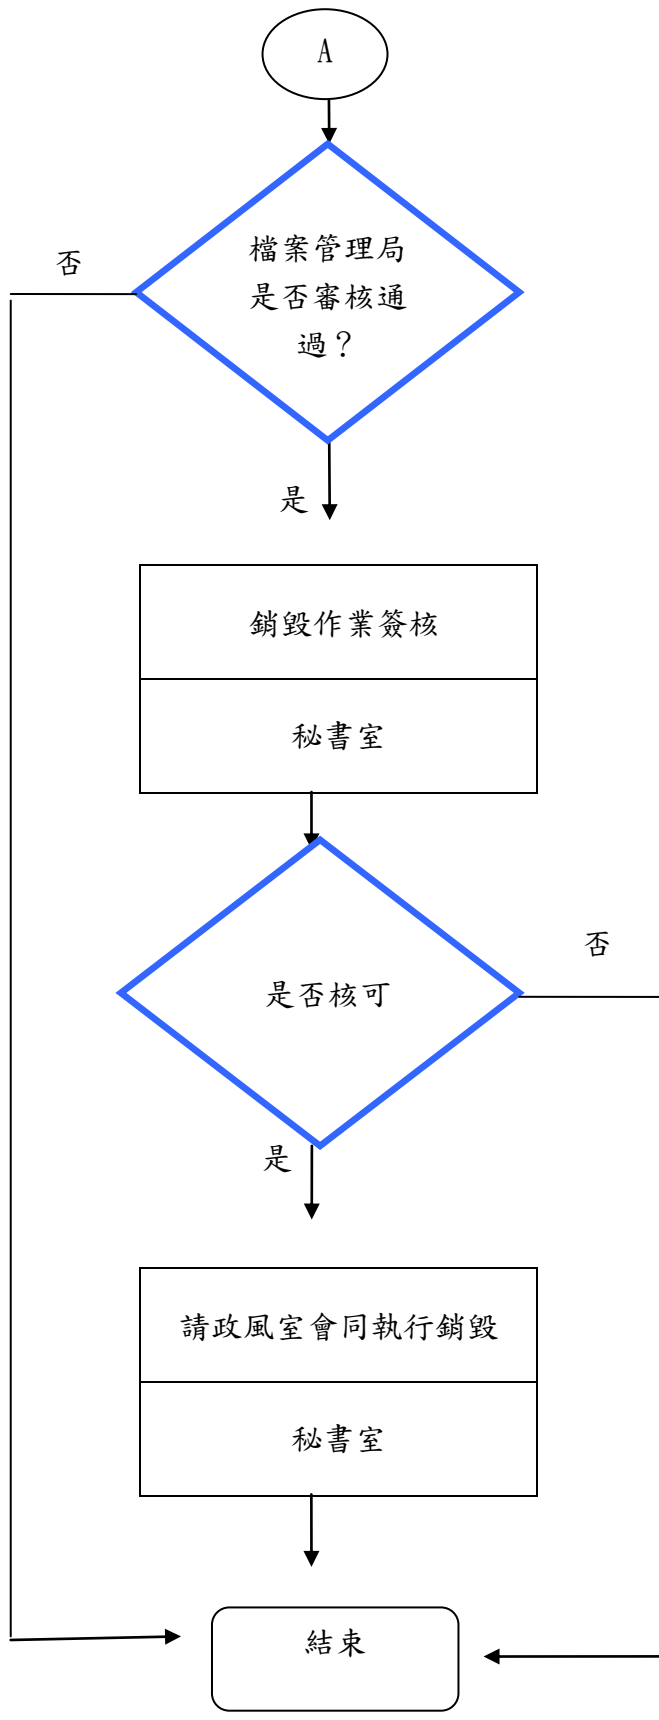 A
否
檔案管理局
是否審核通
過？
是
銷毀作業簽核
秘書室
否
是否核可
是
請政風室會同執行銷毀
秘書室
結束